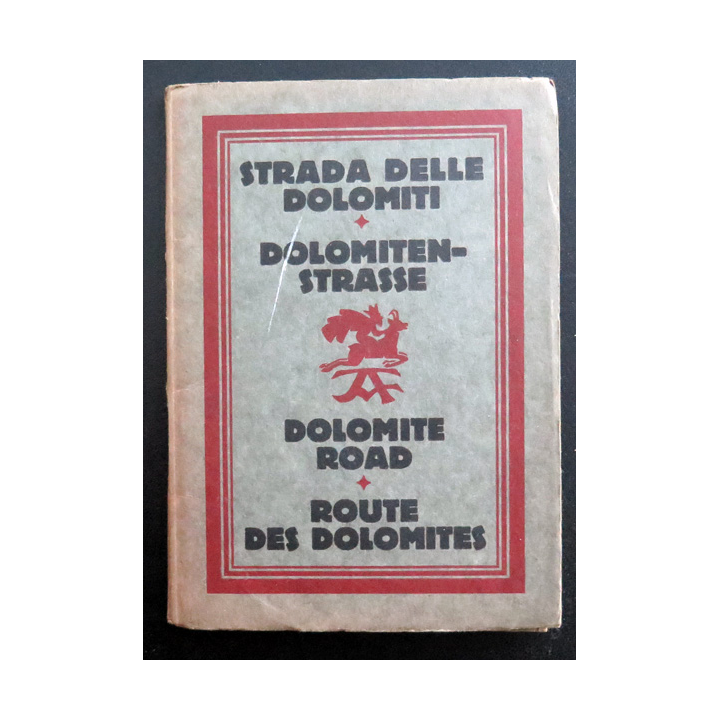 STRADA DELLE
DOLOMITI
DOLOMITEN-
STRASSE
DOLOMITE
ROAD
ROUTE
DES DOLOMITES